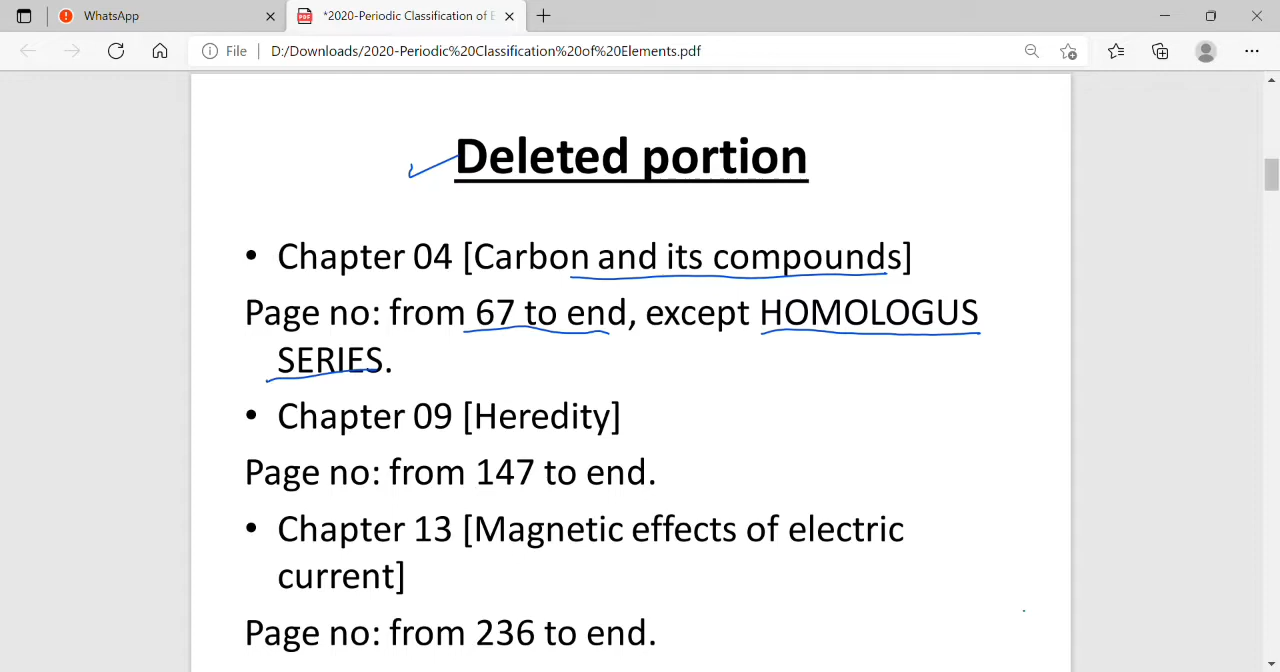 WhatsApp
*2020-Periodic Classification of E
File
D:/Downloads/2020-Periodic%20Classification%20of%20Elements.pdf
Deleted portion
• Chapter 04 [Carbon and its compounds]
Page no: from 67 to end, except HOMOLOGUS
SERIES.
• Chapter 09 [Heredity]
Page no: from 147 to end.
• Chapter 13 [Magnetic effects of electric
current]
Page no: from 236 to end.